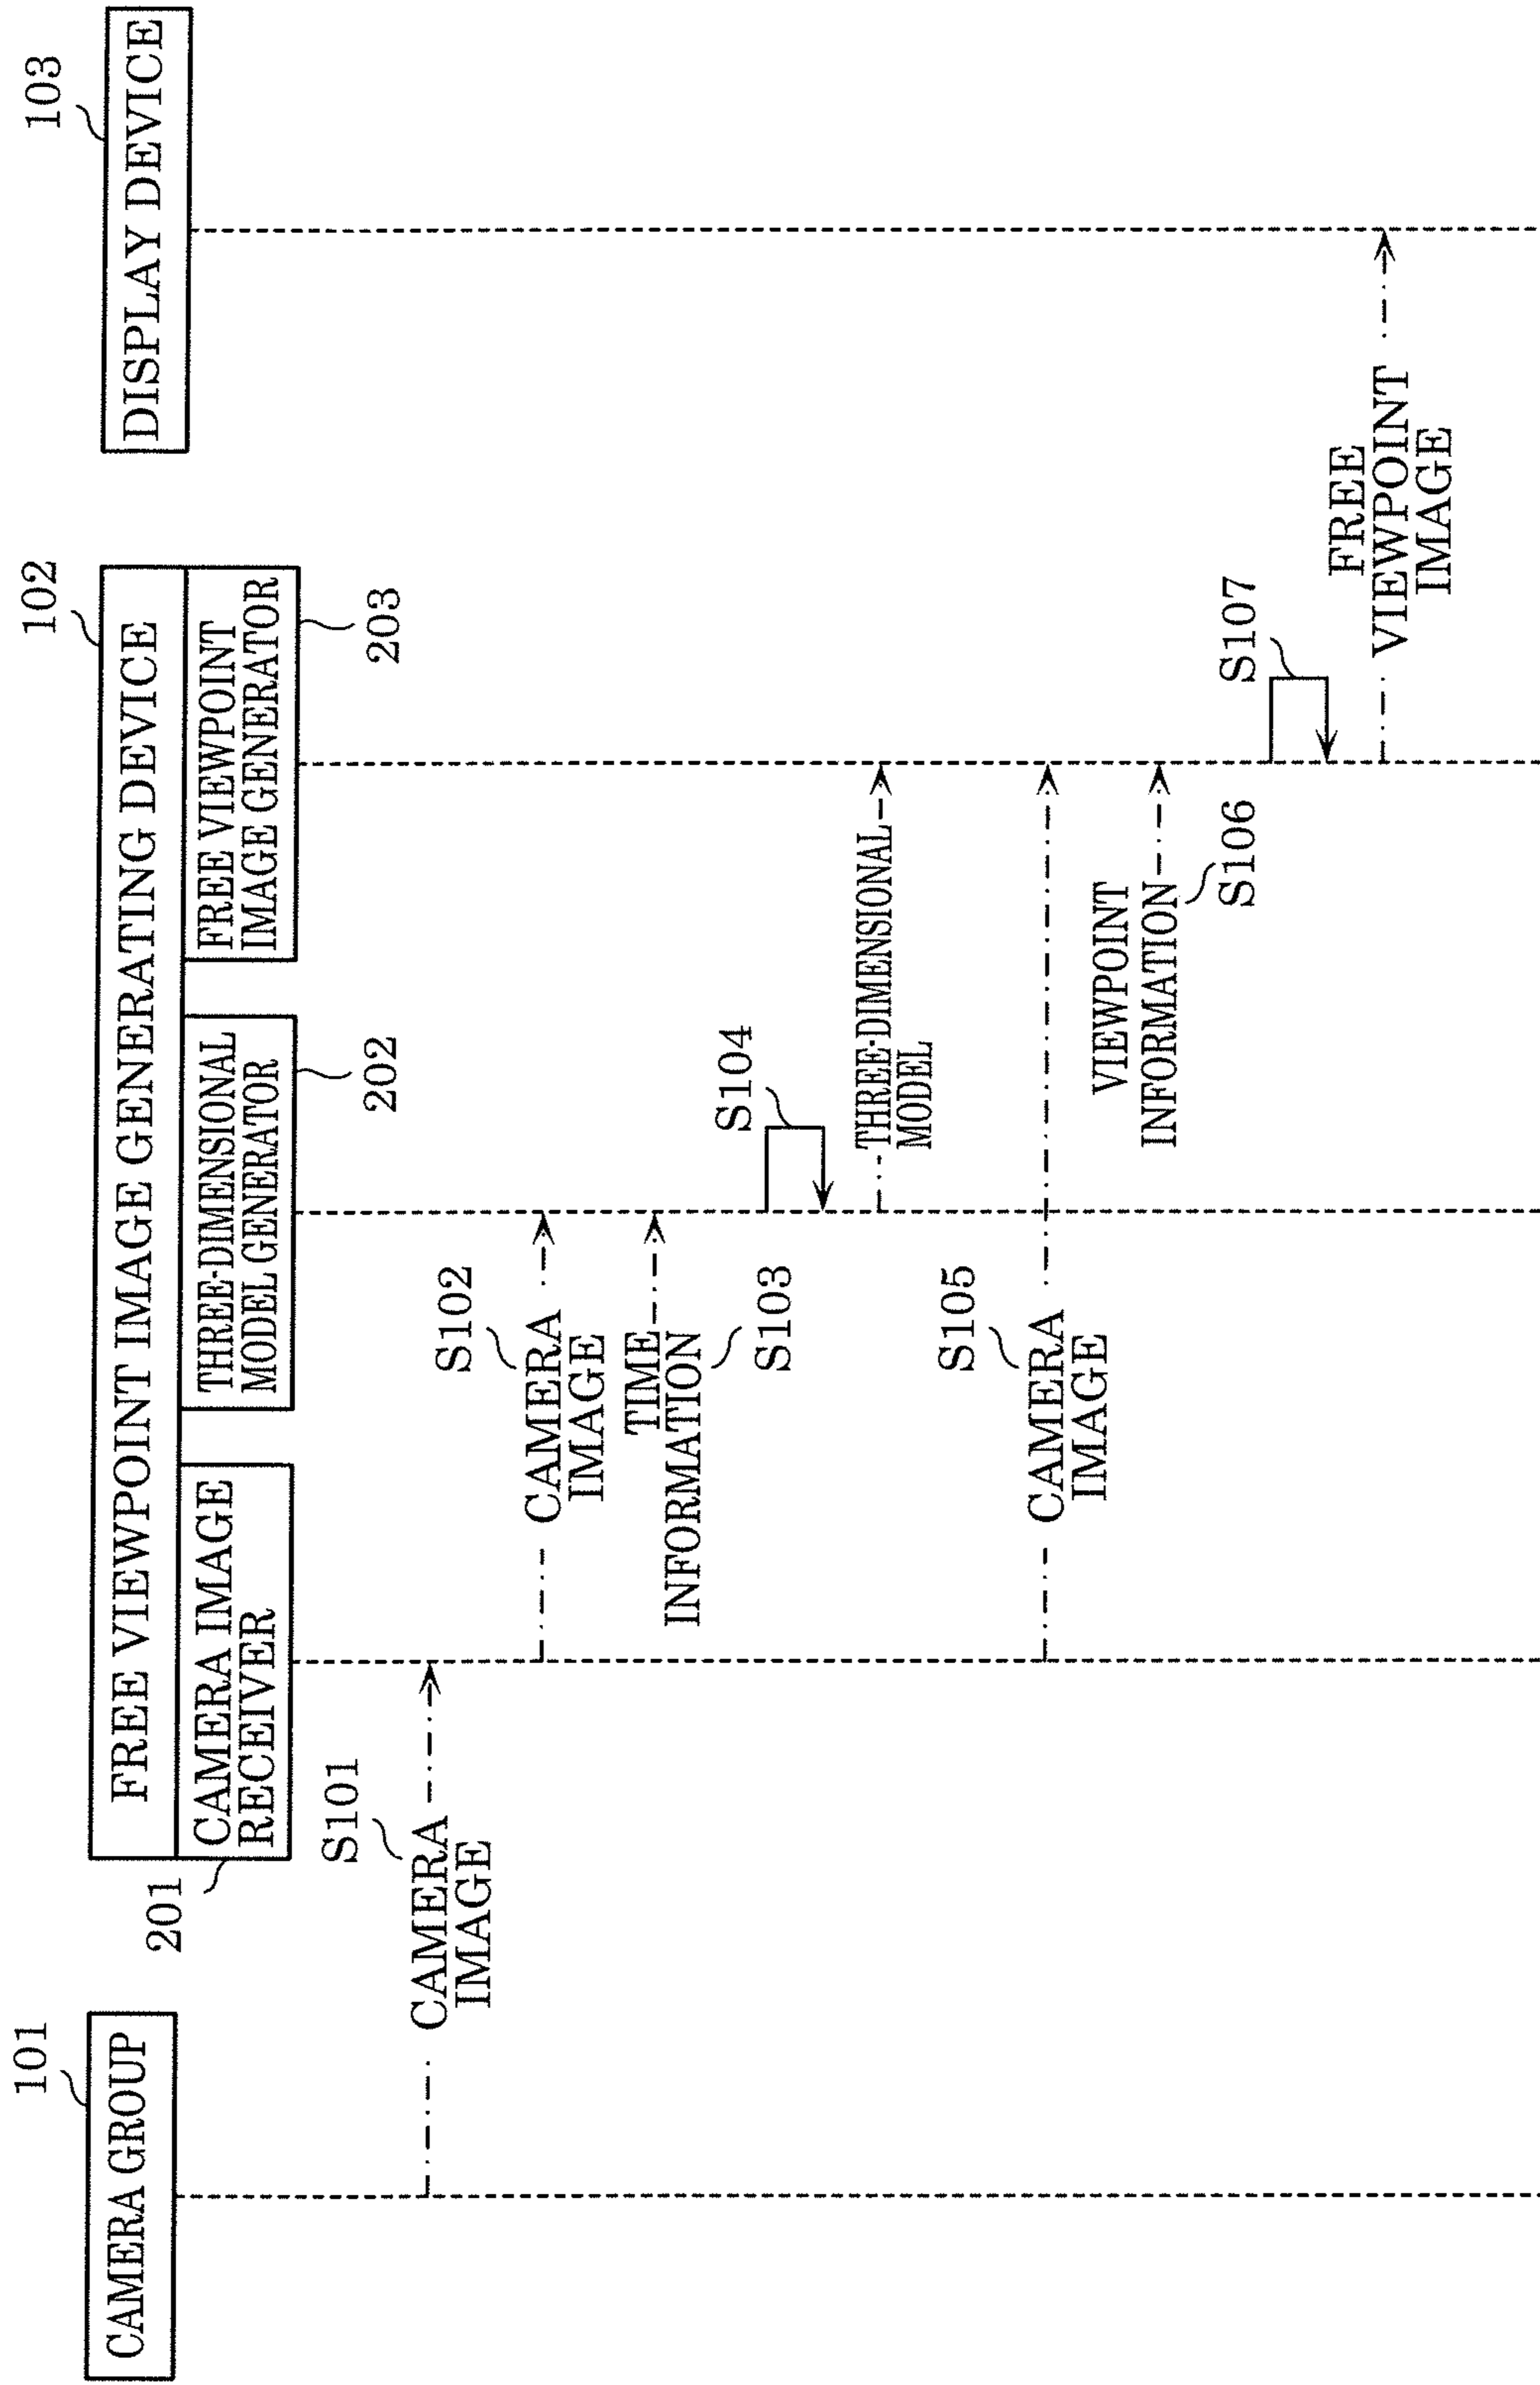 101
CAMERA GROUP
102
FREE VIEWPOINT IMAGE GENERATING DEVICE
201
CAMERA IMAGE
RECEIVER
THREE-DIMENSIONAL
MODEL GENERATOR
202
FREE VIEWPOINT
IMAGE GENERATOR
203
103
DISPLAY DEVICE
S101
CAMERA
IMAGE
S102
CAMERA
IMAGE
TIME
INFORMATION
S103
S104
THREE-DIMENSIONAL
MODEL
S105
CAMERA
IMAGE
VIEWPOINT
INFORMATION
S106
S107
FREE
VIEWPOINT
IMAGE